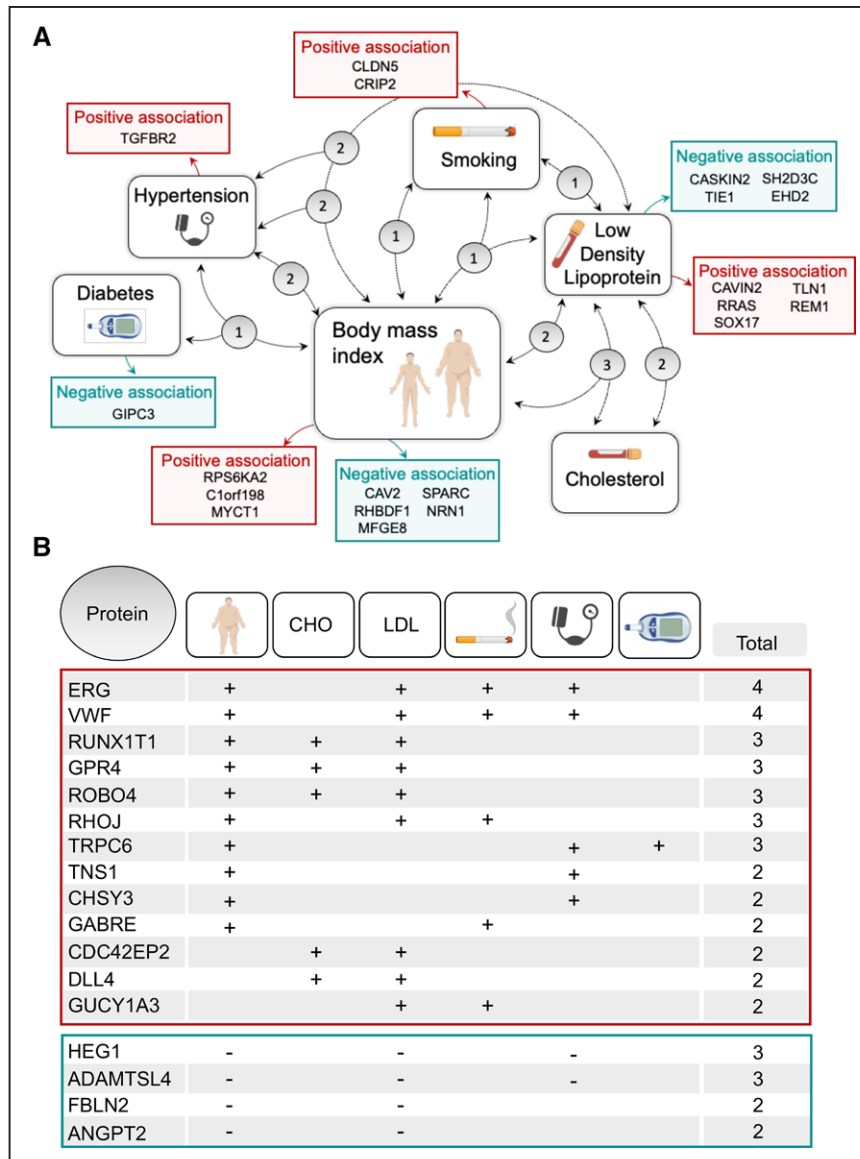 A
Positive association
CLDN5
CRIP2
Positive association
TGFBR2
2
Smoking
Negative association
CASKIN2 SH2D3C
TIE1 EHD2
Hypertension
2
1
1
1
Low
Density
Lipoprotein
Positive association
CAVIN2 TLN1
RRAS REM1
SOX17
2
Diabetes
1
Body mass
index
2
3
2
Negative association
GIPC3
Cholesterol
Positive association
RPS6KA2
C1orf198
MYCT1
Negative association
CAV2 SPARC
RHBDF1 NRN1
MFGE8
B
Protein CHO LDL Total
ERG + + + + 4
VWF + + + + 4
RUNX1T1 + + + 3
GPR4 + + + 3
ROBO4 + + + 3
RHOJ + + + 3
TRPC6 + + + 3
TNS1 + + 2
CHSY3 + + 2
GABRE + + 2
CDC42EP2 + + 2
DLL4 + + 2
GUCY1A3 + + 2
HEG1 - - - 3
ADAMTSL4 - - - 3
FBLN2 - - 2
ANGPT2 - - 2